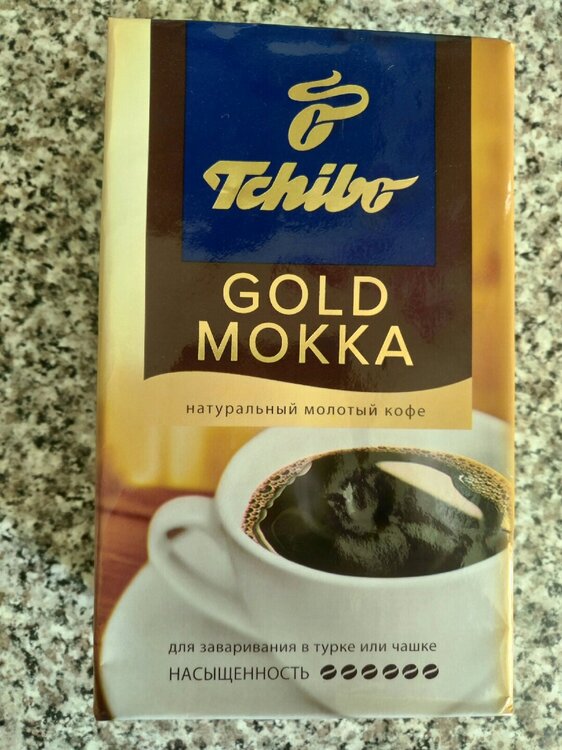 Tchibo
GOLD
MOKKA
натуральный молотый кофе
для заваривания в турке или чашке
НАСЫЩЕННОСТЬ